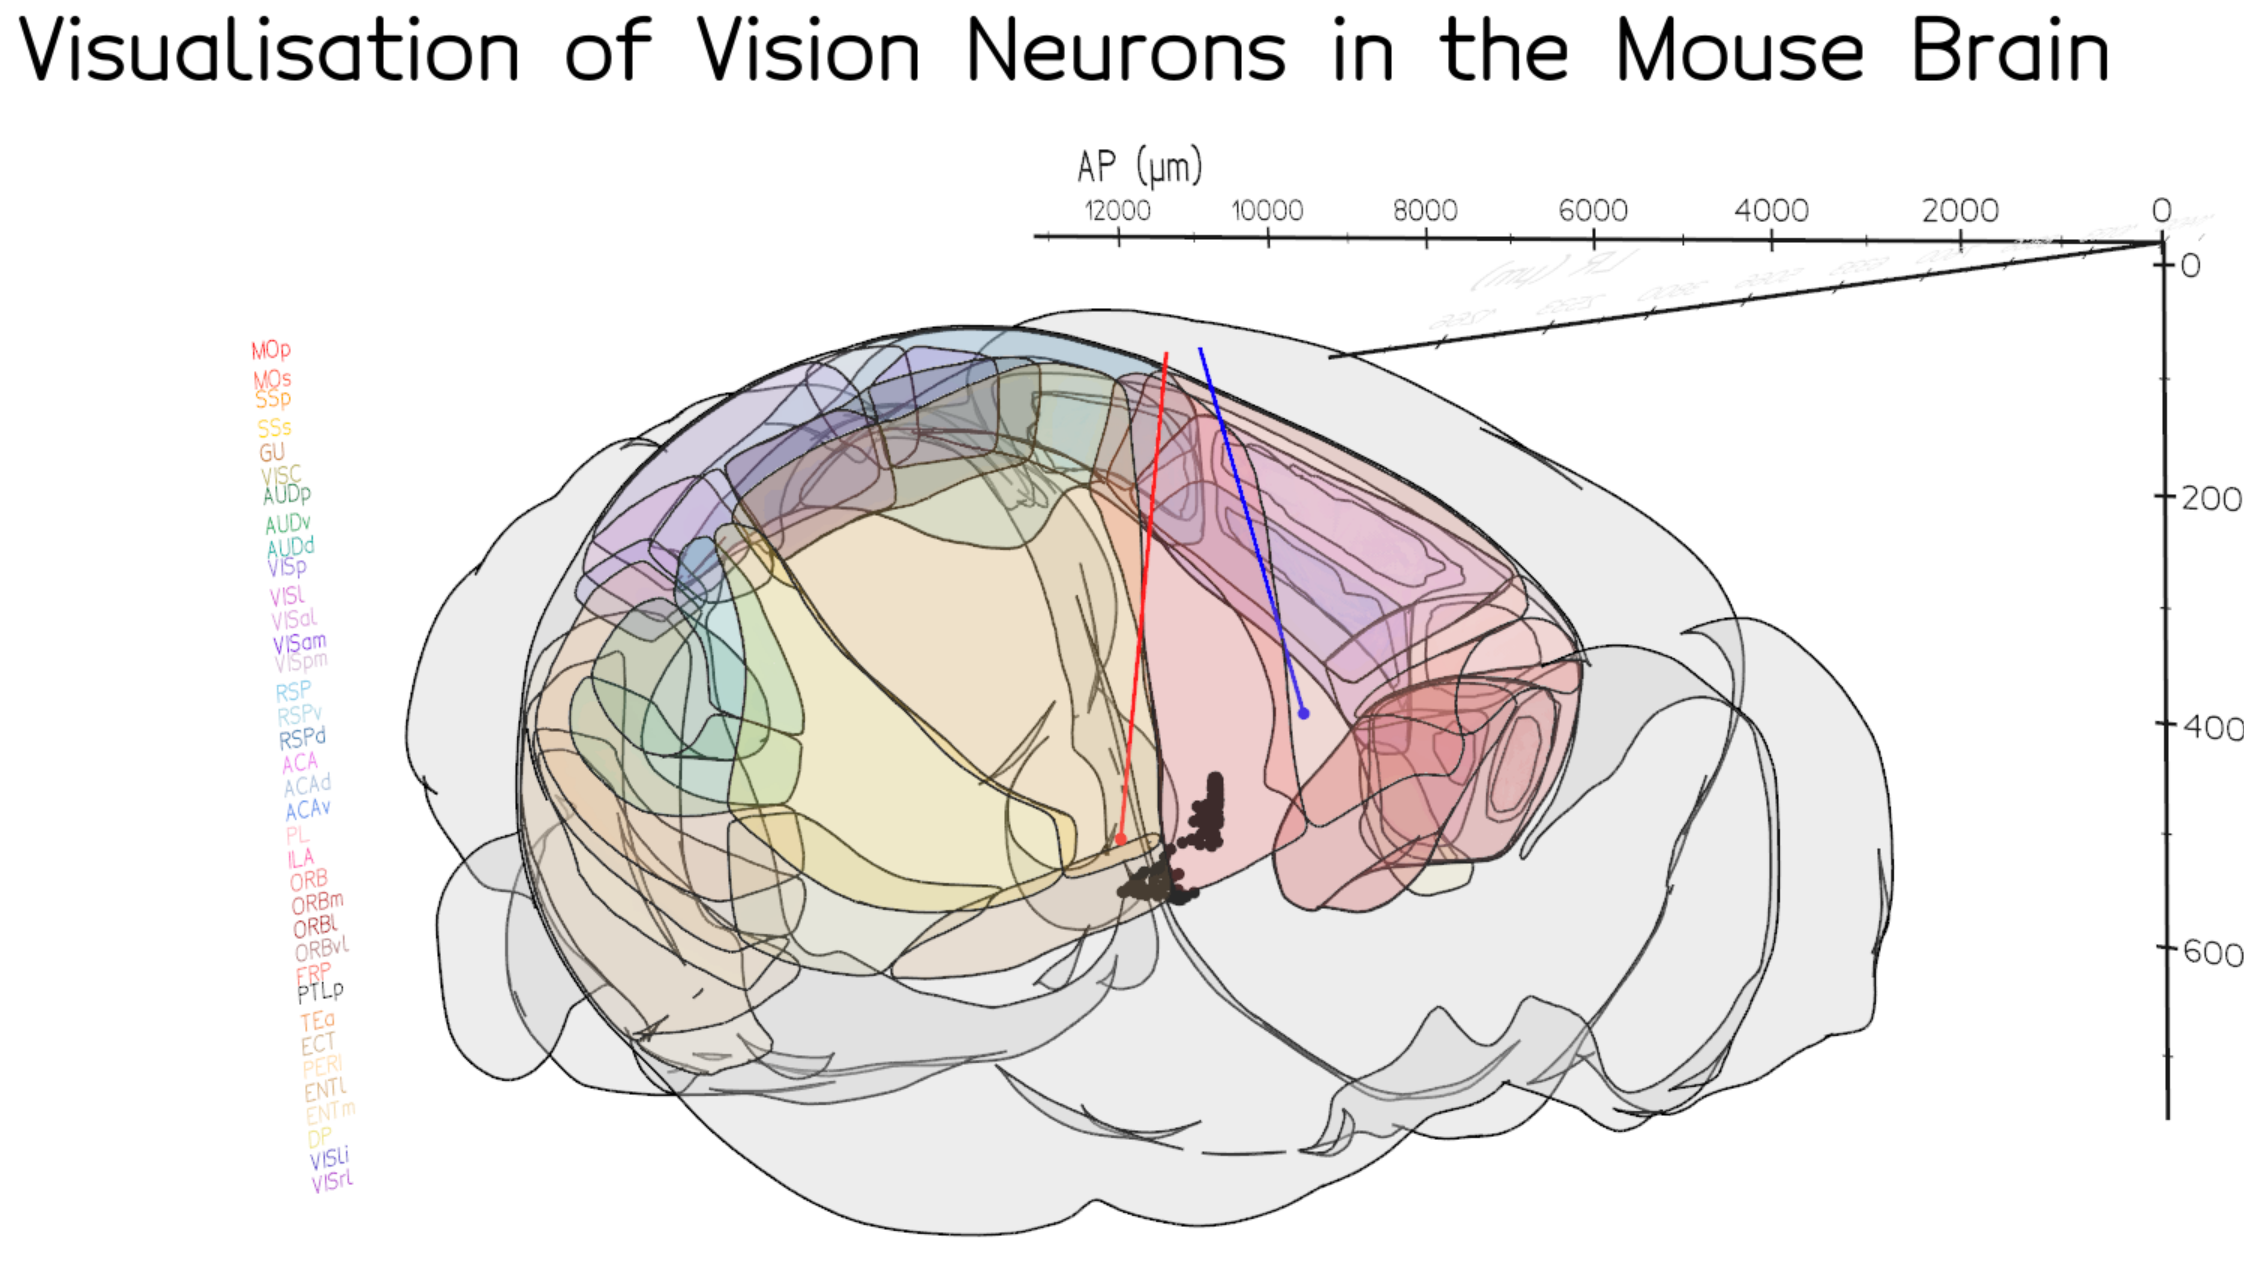 Visualisation of Vision Neurons in the Mouse Brain
AP (μm)
12000 10000 8000 6000 4000 2000 0
0
200
400
600
MOp
MOs
SSp
SSs
GU
VISC
AUDp
AUDv
AUDd
VISp
VISl
VISal
VISam
VISpm
RSP
RSPv
RSPd
ACA
ACAd
ACAv
PL
ILA
ORB
ORBm
ORBl
ORBvl
FRP
PTLp
TEa
ECT
PERI
ENTl
ENTm
DP
VISli
VISrl